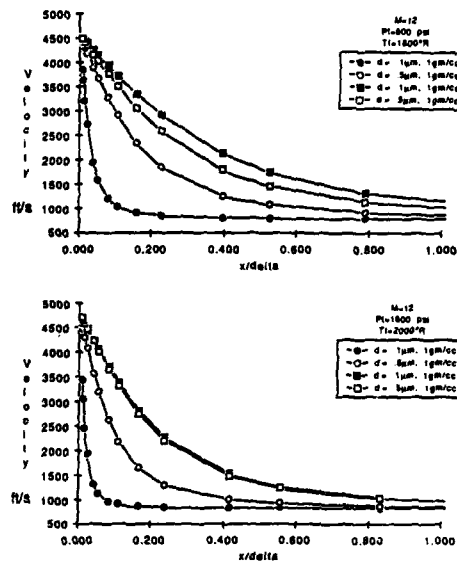 M=12
Pt=800 psi
Tt=1800°R
d = .1µm, 1gm/cc
d = .5µm, 1gm/cc
d = 1µm, 1gm/cc
d = .5µm, 1gm/cc
Velocity
ft/s
5000
4500
4000
3500
3000
2500
2000
1500
1000
500
0.000
0.200
0.400
0.600
0.800
1.000
x/delta
M=12
Pt=1600 psi
Tt=2000°R
d = .1µm, 1gm/cc
d = .5µm, 1gm/cc
d = 1µm, 1gm/cc
d = .5µm, 1gm/cc
Velocity
ft/s
5000
4500
4000
3500
3000
2500
2000
1500
1000
500
0.000
0.200
0.400
0.600
0.800
1.000
x/delta